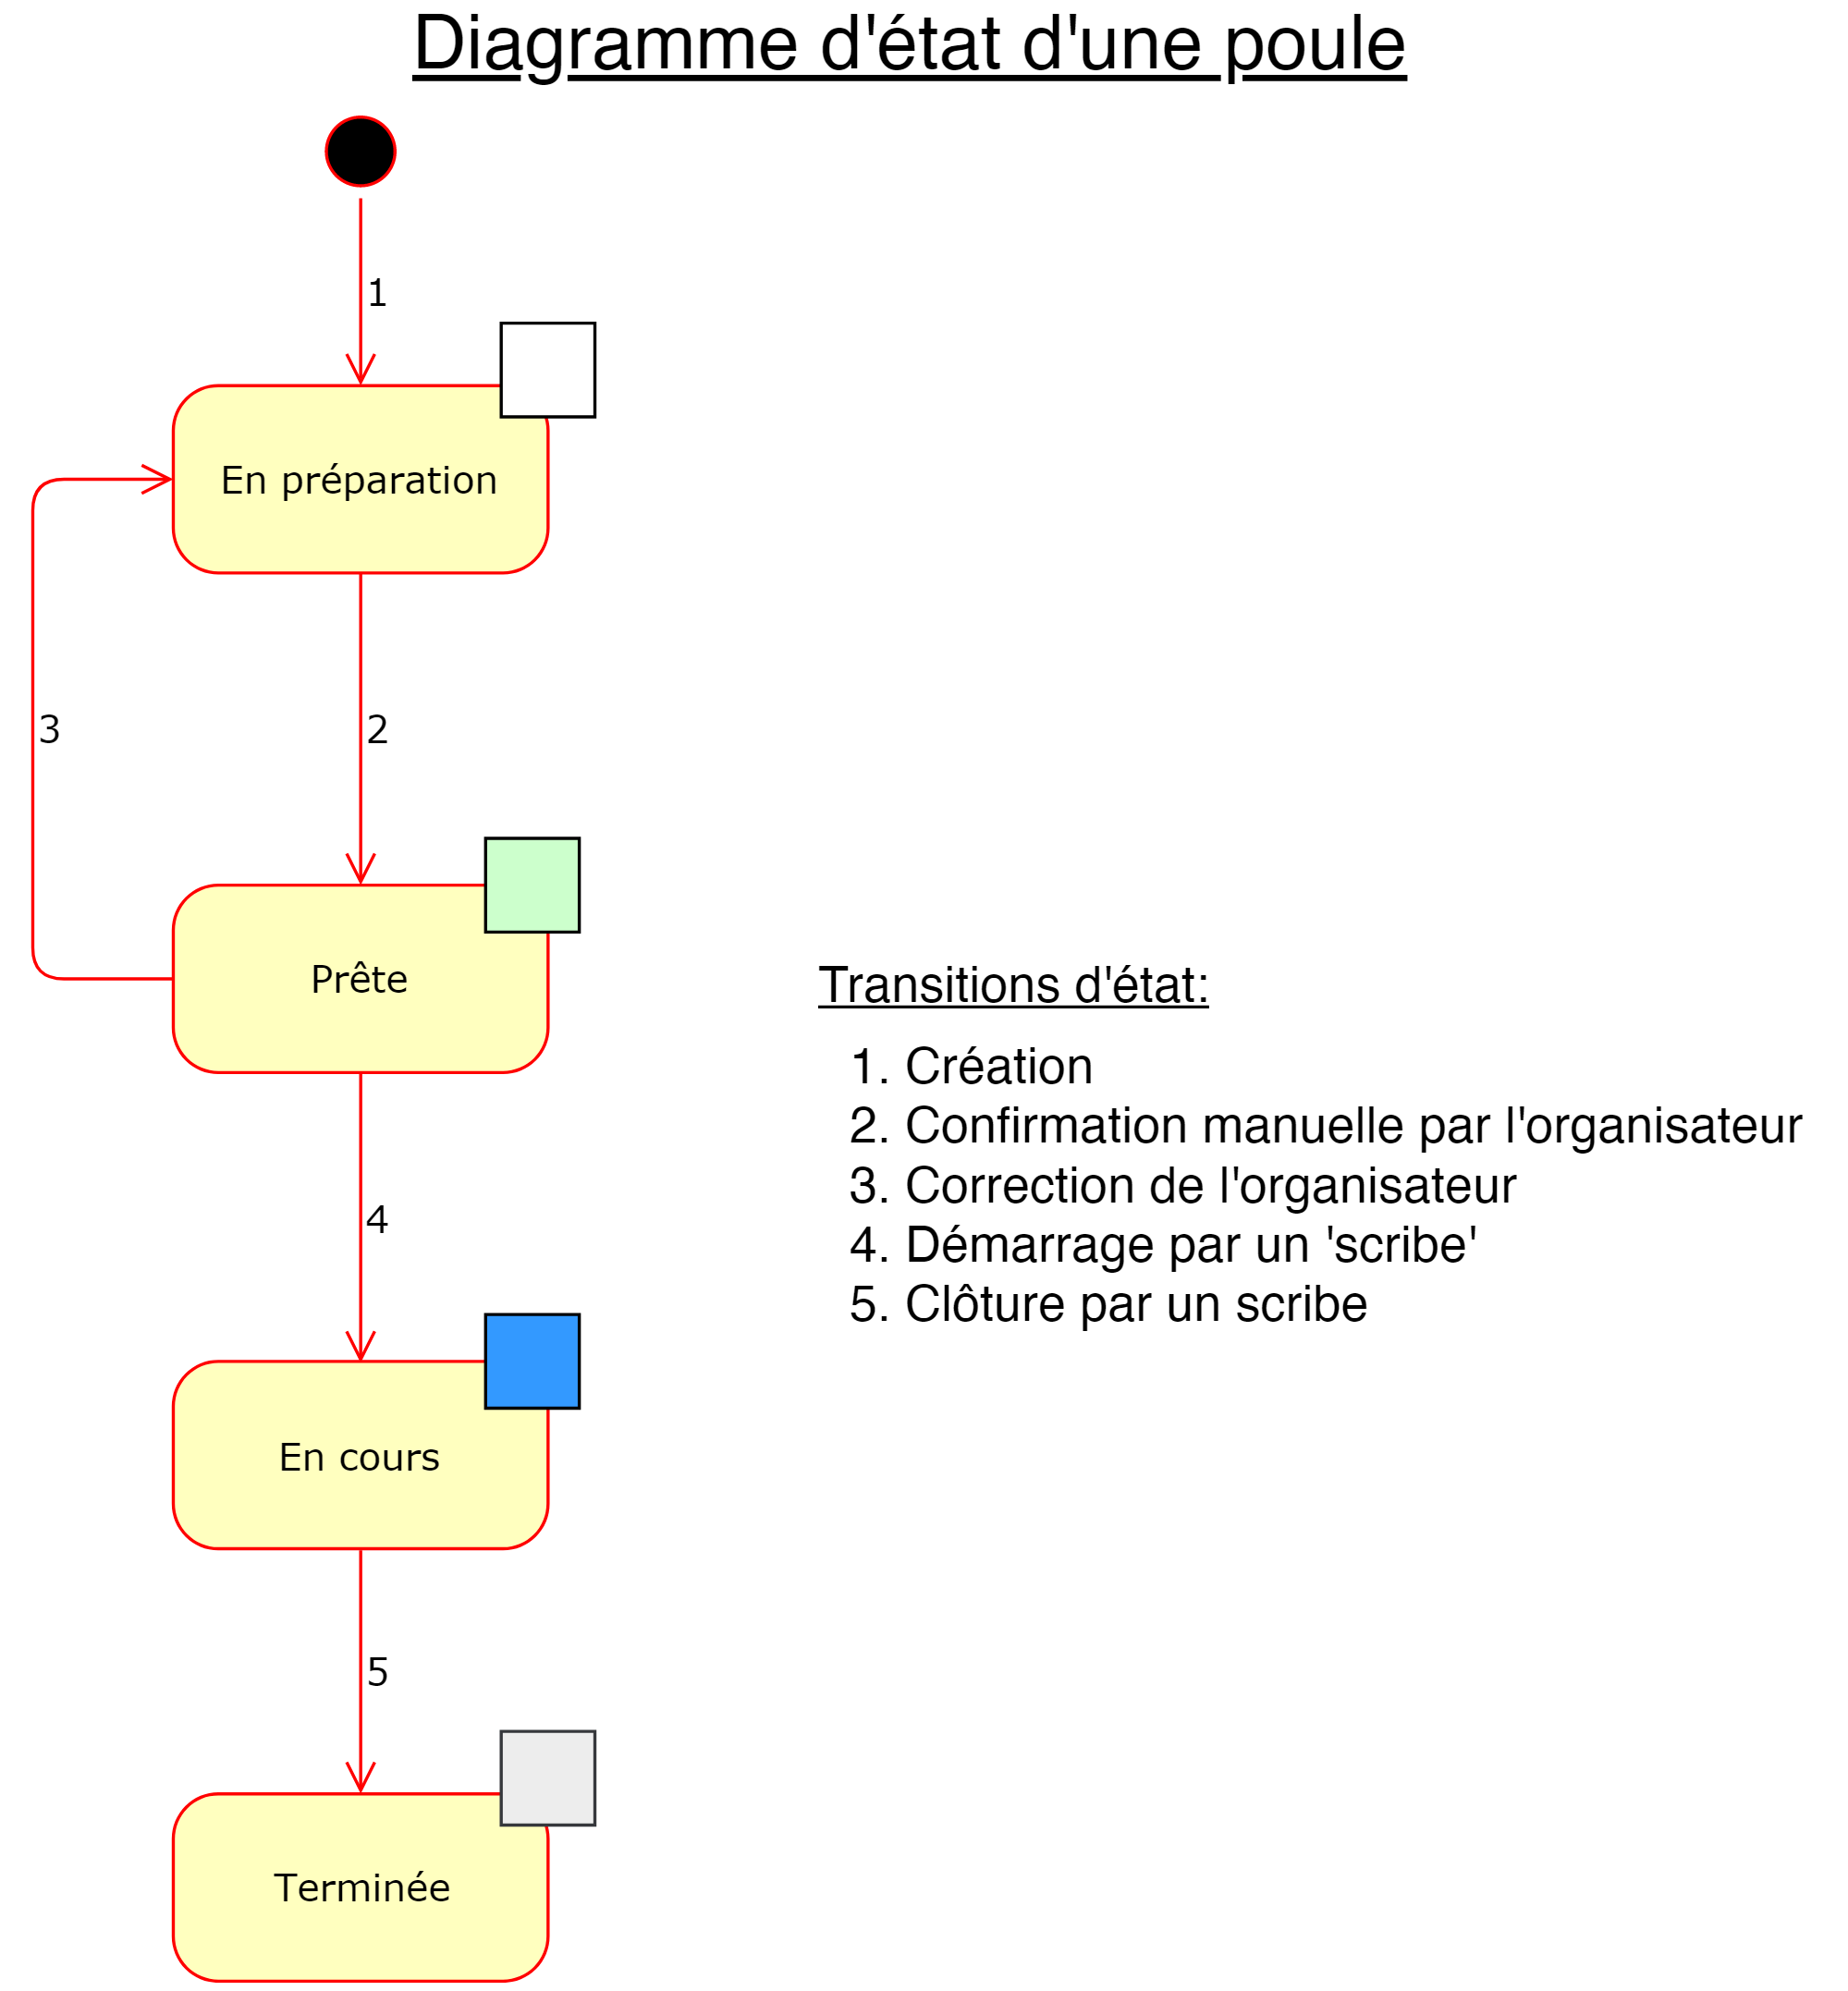 Diagramme d'état d'une poule
1
En préparation
3
2
Prête
Transitions d'état:
1. Création
2. Confirmation manuelle par l'organisateur
3. Correction de l'organisateur
4. Démarrage par un 'scribe'
5. Clôture par un scribe
4
En cours
5
Terminée